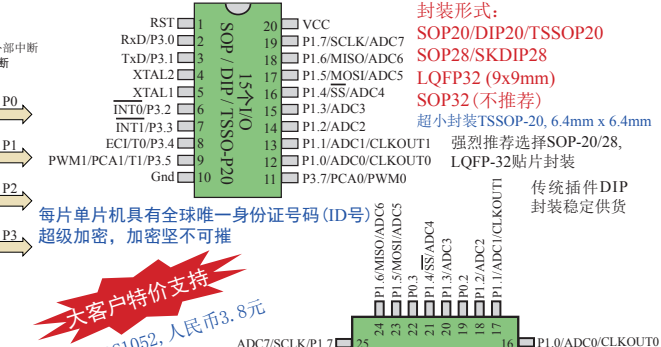 RST 1
RxD/P3.0 2
TxD/P3.1 3
XTAL2 4
XTAL1 5
INT0/P3.2 6
INT1/P3.3 7
ECI/T0/P3.4 8
PWM1/PCA1/T1/P3.5 9
Gnd 10
SOP / DIP / TSSO-P20
15个I/O
20 VCC
19 P1.7/SCLK/ADC7
18 P1.6/MISO/ADC6
17 P1.5/MOSI/ADC5
16 P1.4/SS/ADC4
15 P1.3/ADC3
14 P1.2/ADC2
13 P1.1/ADC1/CLKOUT1
12 P1.0/ADC0/CLKOUT0
11 P3.7/PCA0/PWM0
封装形式：
SOP20/DIP20/TSSOP20
SOP28/SKDIP28
LQFP32 (9x9mm)
SOP32 (不推荐)
超小封装TSSOP-20, 6.4mm x 6.4mm
强烈推荐选择SOP-20/28,
LQFP-32贴片封装
传统插件DIP
封装稳定供货
部中断
断
P0
P1
P2
P3
每片单片机具有全球唯一身份证号码(ID号)
超级加密，加密坚不可摧
大客户特价支持
1052, 人民币3.8元
P1.6/MISO/ADC6
P1.5/MOSI/ADC5
P0.3
P1.4/SS/ADC4
P1.3/ADC3
P0.2
P1.2/ADC2
P1.1/ADC1/CLKOUT1
24
23
22
21
20
19
18
17
ADC7/SCLK/P1.7 25
16 P1.0/ADC0/CLKOUT0